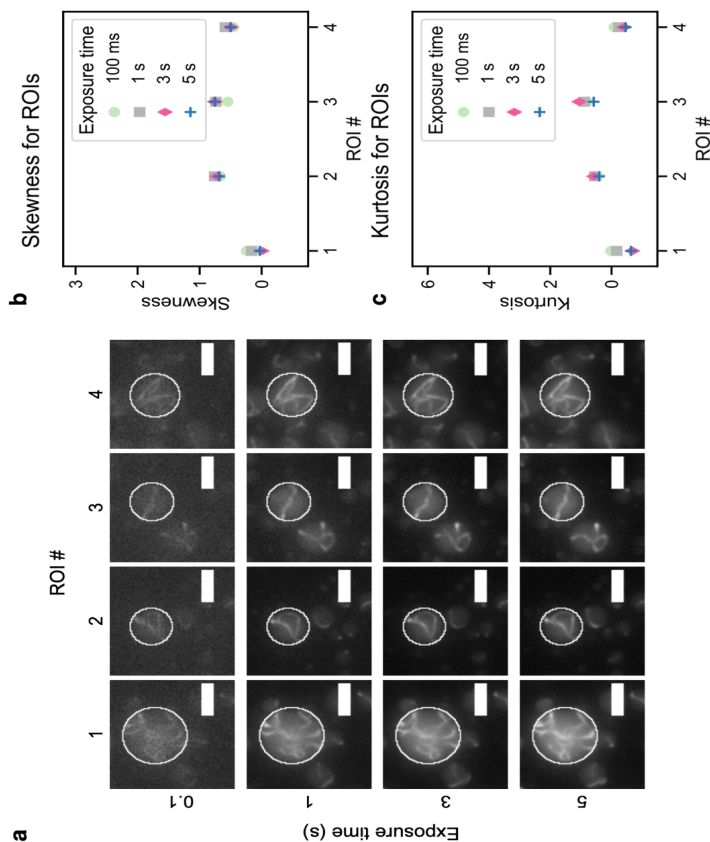 a
ROI #
1 2 3 4
Exposure time (s)
0.1
1
3
5
b
Skewness for ROIs
Skewness
3
2
1
0
Exposure time
100 ms
1 s
3 s
5 s
1 2 3 4
ROI #
c
Kurtosis for ROIs
Kurtosis
6
4
2
0
Exposure time
100 ms
1 s
3 s
5 s
1 2 3 4
ROI #